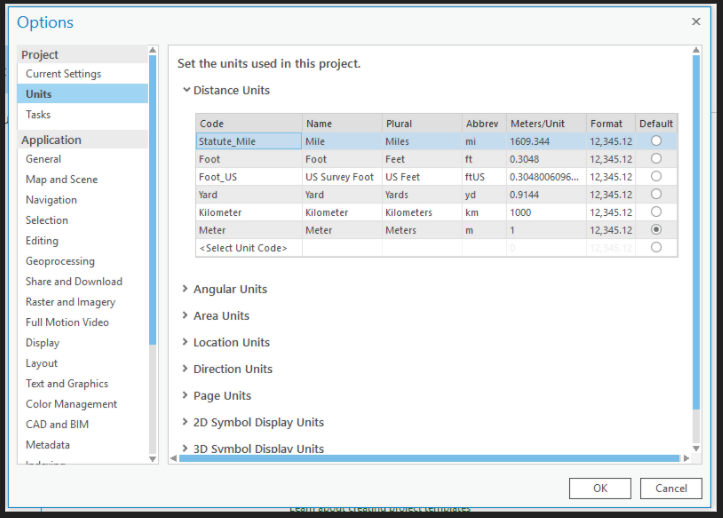 Options
Project
Current Settings
Units
Tasks
Application
General
Map and Scene
Navigation
Selection
Editing
Geoprocessing
Share and Download
Raster and Imagery
Full Motion Video
Display
Layout
Text and Graphics
Color Management
CAD and BIM
Metadata
Set the units used in this project.
Distance Units
Code Name Plural Abbrev Meters/Unit Format Default
Statute_Mile Mile Miles mi 1609.344 12,345.12
Foot Foot Feet ft 0.3048 12,345.12
Foot_US US Survey Foot US Feet ftUS 0.3048006096... 12,345.12
Yard Yard Yards yd 0.9144 12,345.12
Kilometer Kilometer Kilometers km 1000 12,345.12
Meter Meter Meters m 1 12,345.12
<Select Unit Code> 0 12,345.12
Angular Units
Area Units
Location Units
Direction Units
Page Units
2D Symbol Display Units
3D Symbol Display Units
OK Cancel
Learn about creating project templates